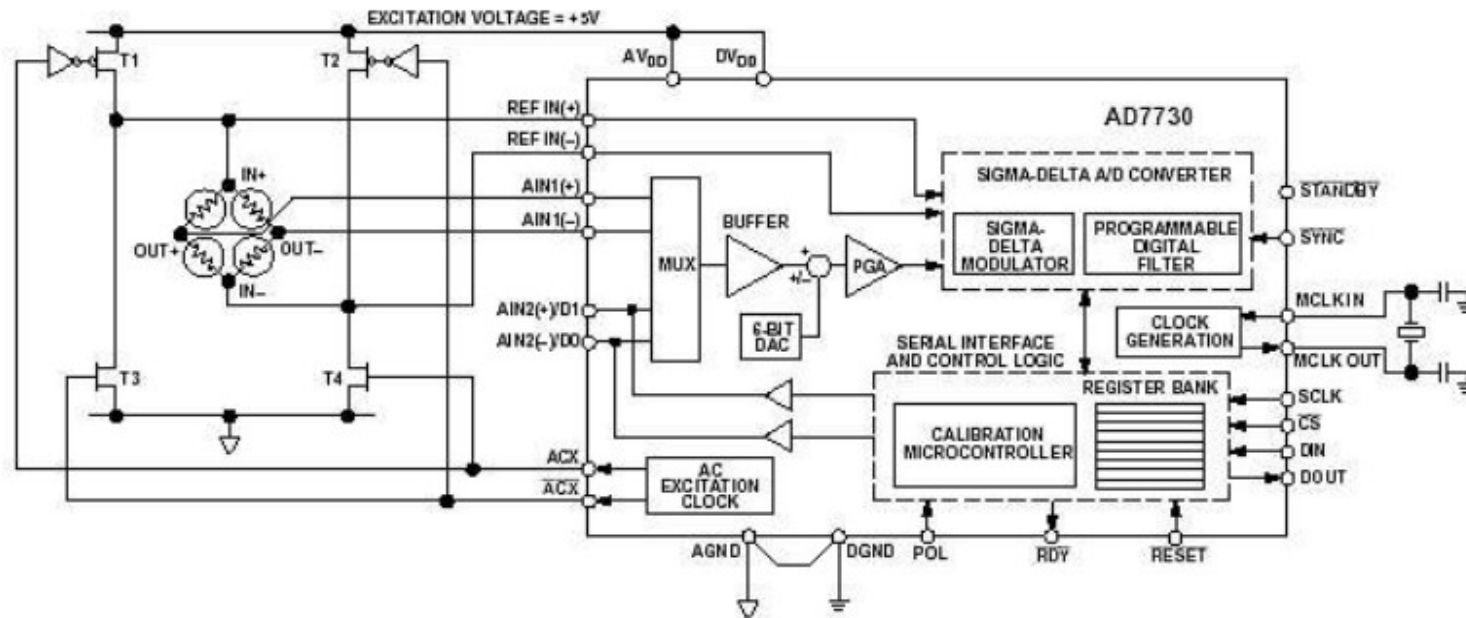 EXCITATION VOLTAGE = +5V
T1
T2
AVDD
DVDD
AD7730
REF IN(+)
REF IN(–)
AIN1(+)
AIN1(–)
IN+
OUT+
OUT–
IN–
AIN2(+)/D1
AIN2(–)/D0
T3
T4
ACX
ACX
MUX
BUFFER
+
+/–
PGA
6-BIT
DAC
SIGMA-DELTA A/D CONVERTER
SIGMA-
DELTA
MODULATOR
PROGRAMMABLE
DIGITAL
FILTER
STANDBY
SYNC
MCLK IN
CLOCK
GENERATION
MCLK OUT
SERIAL INTERFACE
AND CONTROL LOGIC
REGISTER BANK
CALIBRATION
MICROCONTROLLER
SCLK
CS
DIN
DOUT
AC
EXCITATION
CLOCK
AGND
DGND
POL
RDY
RESET